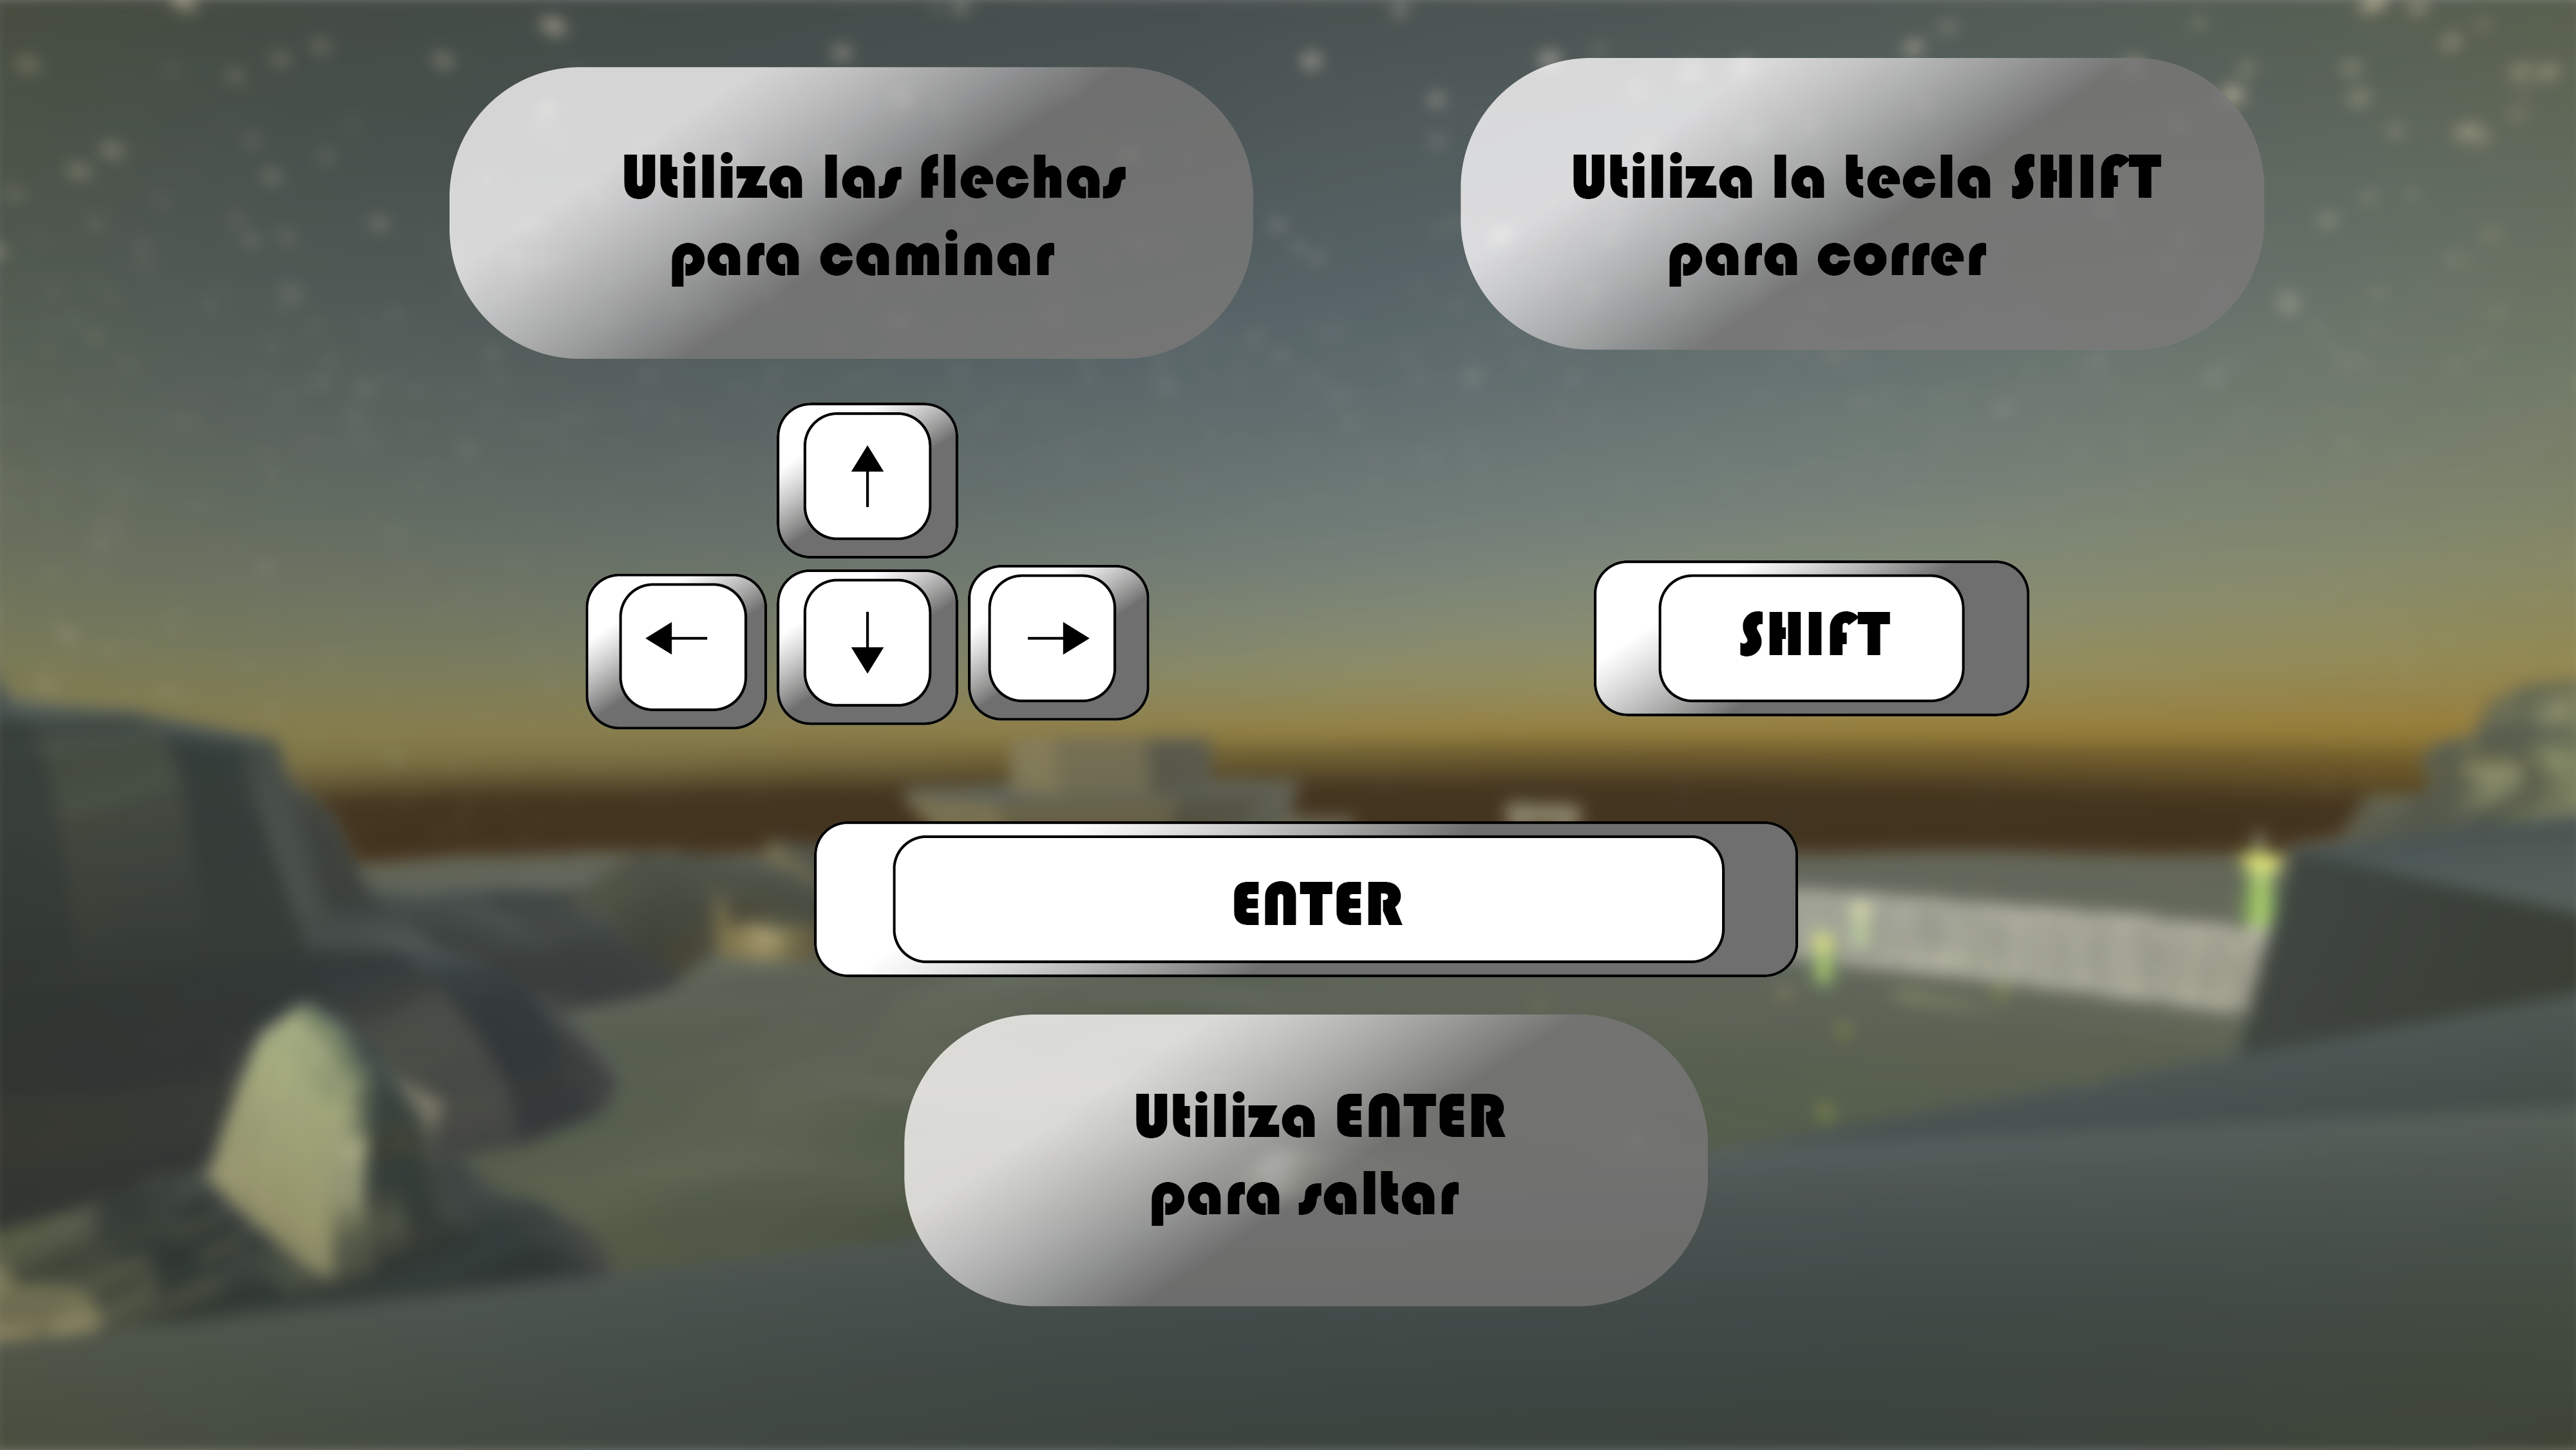 Utiliza las flechas
para caminar
Utiliza la tecla SHIFT
para correr
SHIFT
ENTER
Utiliza ENTER
para saltar